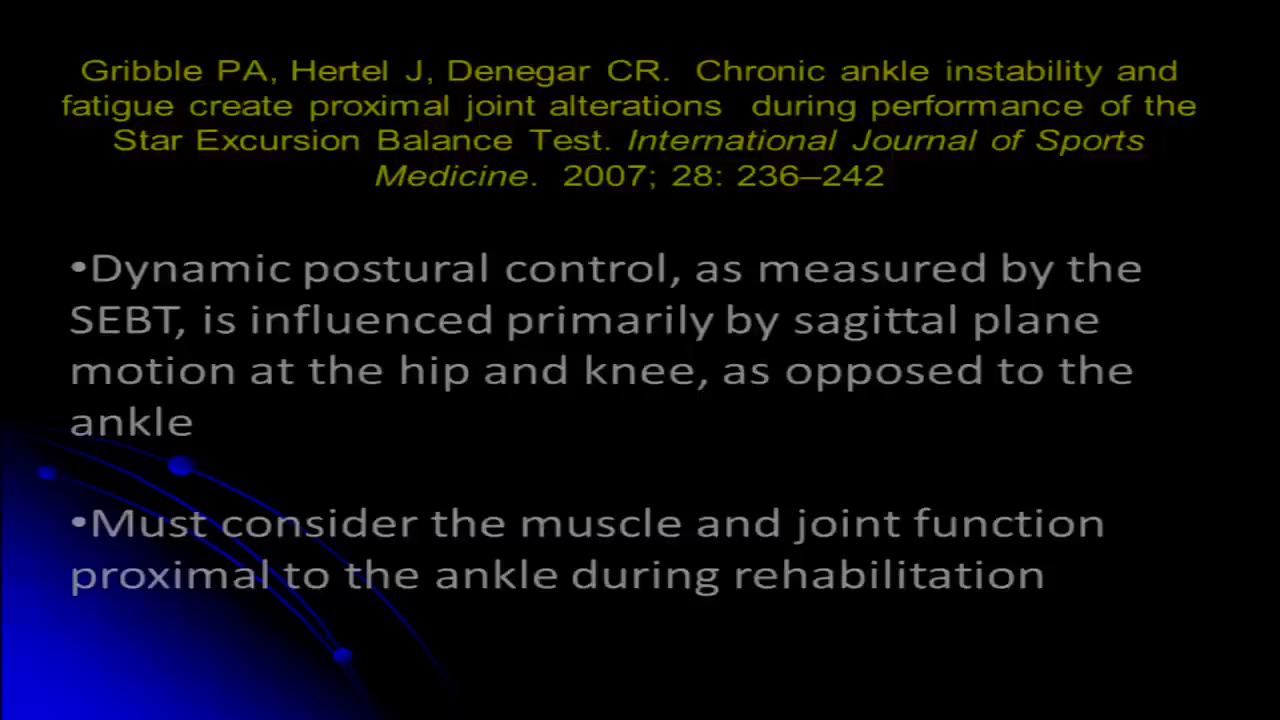 Gribble PA, Hertel J, Denegar CR. Chronic ankle instability and
fatigue create proximal joint alterations during performance of the
Star Excursion Balance Test. International Journal of Sports
Medicine. 2007; 28: 236–242
•Dynamic postural control, as measured by the
SEBT, is influenced primarily by sagittal plane
motion at the hip and knee, as opposed to the
ankle
•Must consider the muscle and joint function
proximal to the ankle during rehabilitation